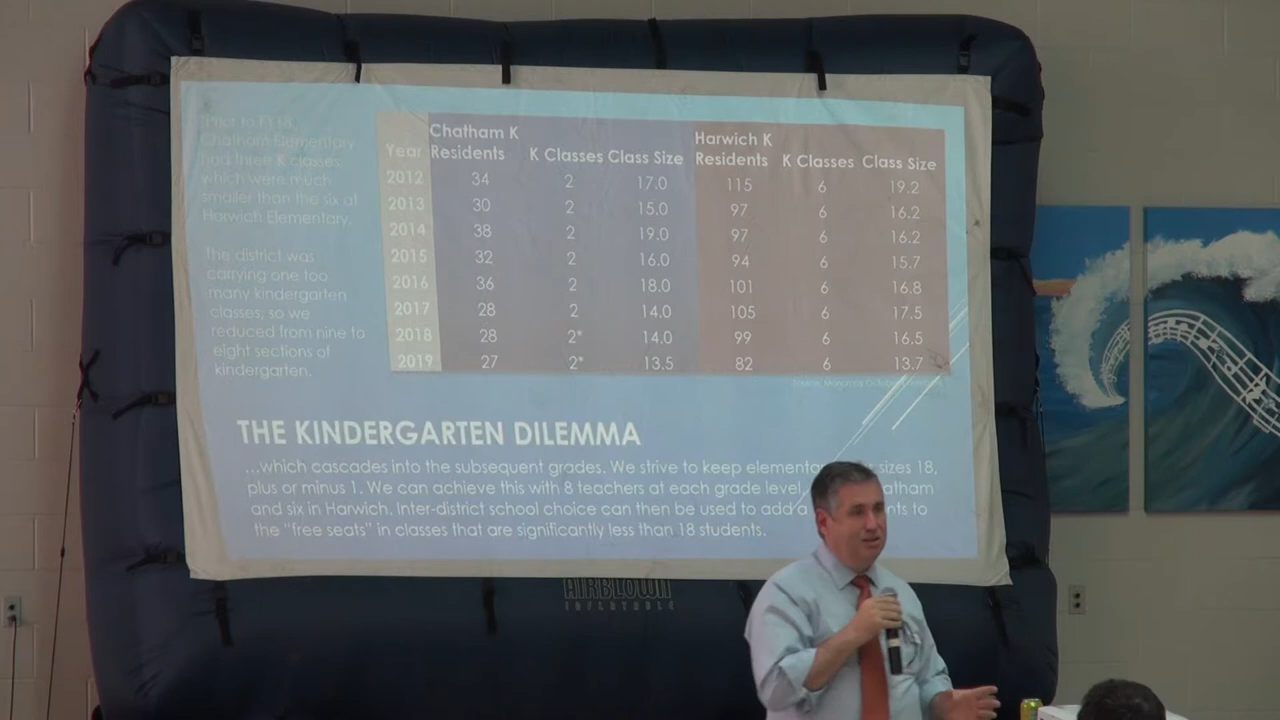 Prior to FY18,
Chatham Elementary
had three K classes,
which were much
smaller than the six at
Harwich Elementary.
The district was
carrying one too
many kindergarten
classes, so we
reduced from nine to
eight sections of
kindergarten.
Year Chatham K Residents K Classes Class Size Harwich K Residents K Classes Class Size
2012 34 2 17.0 115 6 19.2
2013 30 2 15.0 97 6 16.2
2014 38 2 19.0 97 6 16.2
2015 32 2 16.0 94 6 15.7
2016 36 2 18.0 101 6 16.8
2017 28 2 14.0 105 6 17.5
2018 28 2* 14.0 99 6 16.5
2019 27 2* 13.5 82 6 13.7
THE KINDERGARTEN DILEMMA
...which cascades into the subsequent grades. We strive to keep sizes 18,
plus or minus 1. We can achieve this with 8 teachers at each grade level,
and six in Harwich. Inter-district school choice can then be used to add to
the "free seats" in classes that are significantly less than 18 students.
AIRBLOWN
INFLATABLE